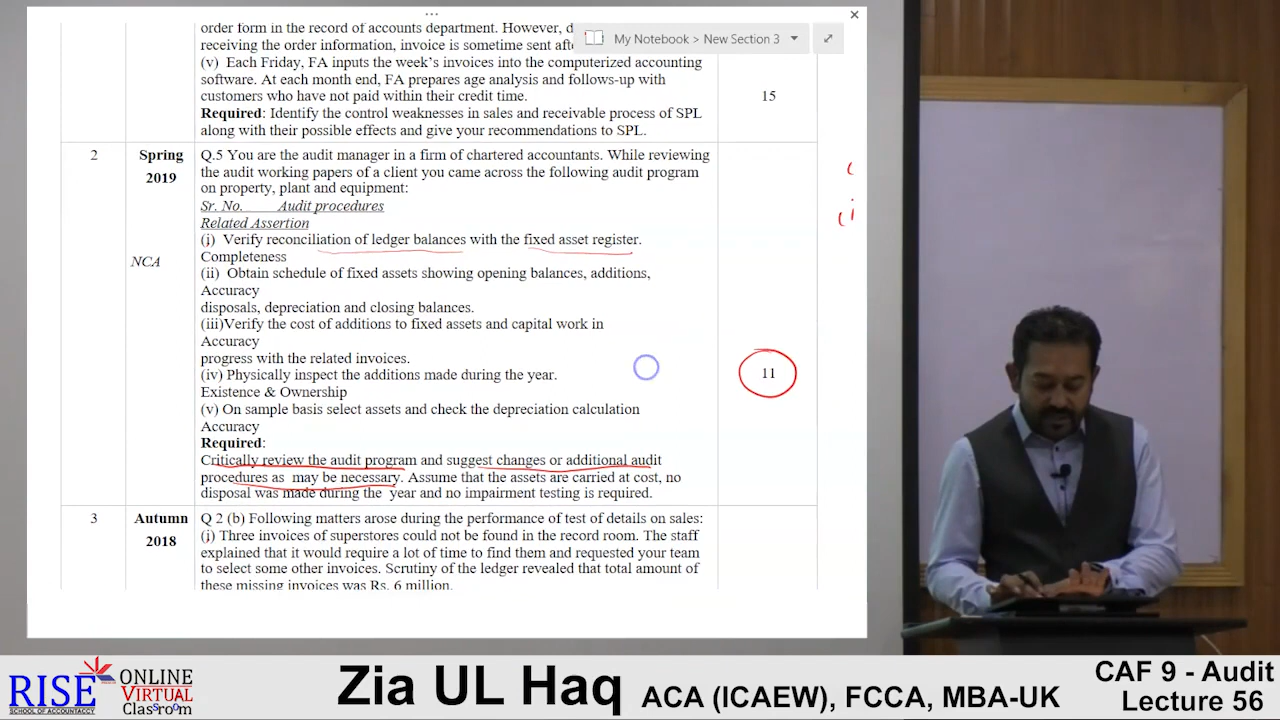 order form in the record of accounts department. However,
receiving the order information, invoice is sometime sent
My Notebook > New Section 3
(v) Each Friday, FA inputs the week's invoices into the computerized accounting
software. At each month end, FA prepares age analysis and follows-up with
customers who have not paid within their credit time.
15
Required: Identify the control weaknesses in sales and receivable process of SPL
along with their possible effects and give your recommendations to SPL.
2
Spring
2019
NCA
Q.5 You are the audit manager in a firm of chartered accountants. While reviewing
the audit working papers of a client you came across the following audit program
on property, plant and equipment:
Sr. No. Audit procedures
Related Assertion
(i) Verify reconciliation of ledger balances with the fixed asset register.
Completeness
(ii) Obtain schedule of fixed assets showing opening balances, additions,
Accuracy
disposals, depreciation and closing balances.
(iii)Verify the cost of additions to fixed assets and capital work in
Accuracy
progress with the related invoices.
(iv) Physically inspect the additions made during the year.
Existence & Ownership
(v) On sample basis select assets and check the depreciation calculation
Accuracy
Required:
Critically review the audit program and suggest changes or additional audit
procedures as may be necessary. Assume that the assets are carried at cost, no
disposal was made during the year and no impairment testing is required.
11
3
Autumn
2018
Q 2 (b) Following matters arose during the performance of test of details on sales:
(i) Three invoices of superstores could not be found in the record room. The staff
explained that it would require a lot of time to find them and requested your team
to select some other invoices. Scrutiny of the ledger revealed that total amount of
these missing invoices was Rs. 6 million.
RISE
SCHOOL OF ACCOUNTANCY
ONLINE
VIRTUAL
Classroom
Zia UL Haq
ACA (ICAEW), FCCA, MBA-UK
CAF 9 - Audit
Lecture 56